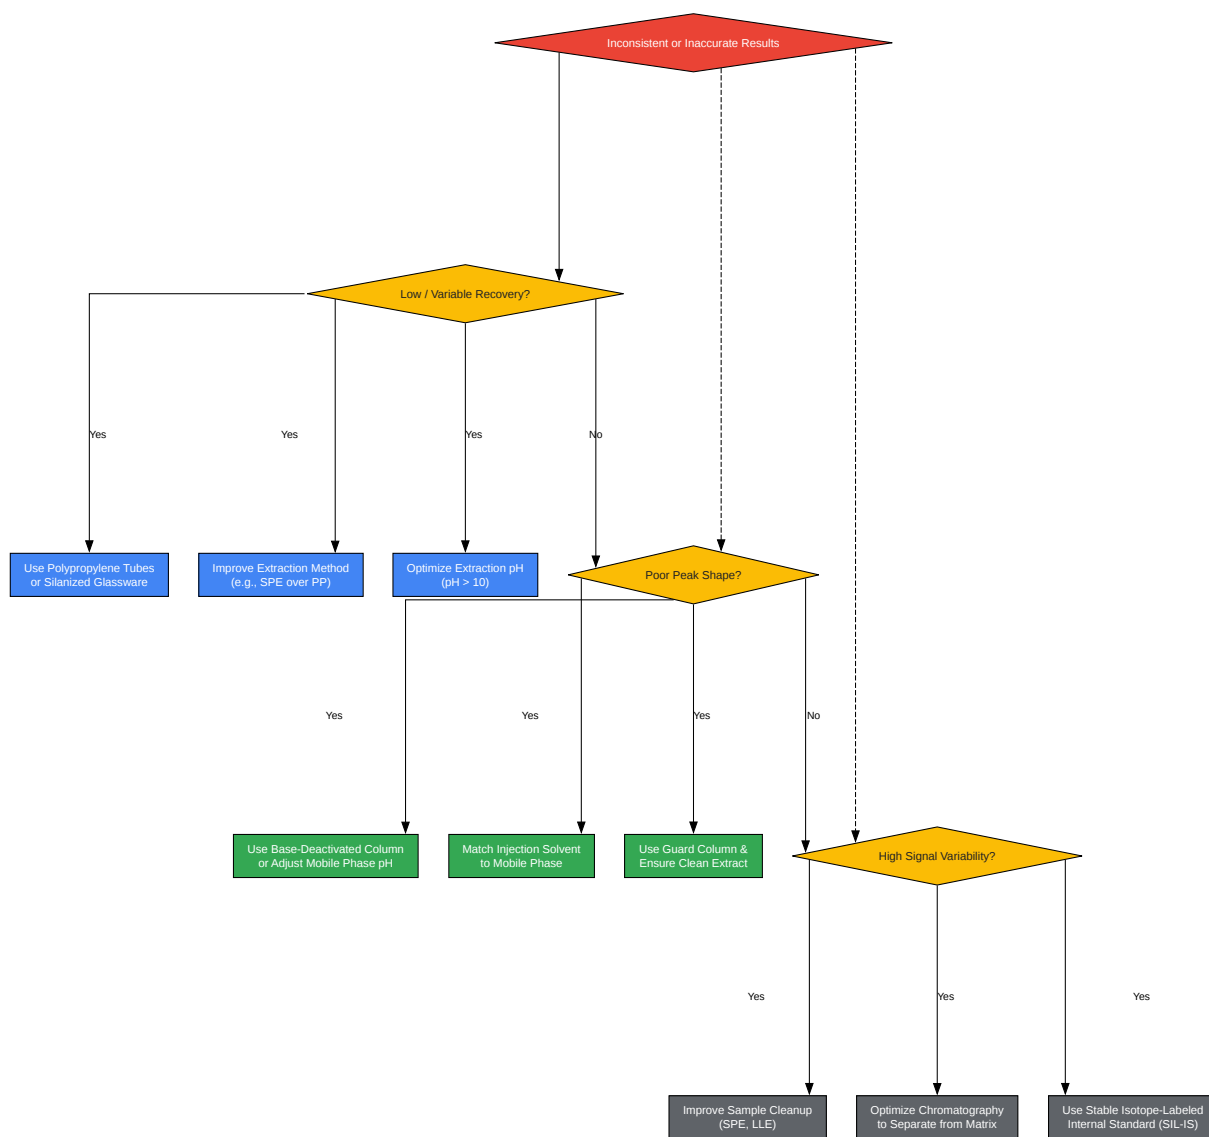 Inconsistent or Inaccurate Results
Low / Variable Recovery?
Yes
Yes
Yes
No
Use Polypropylene Tubes
or Silanized Glassware
Improve Extraction Method
(e.g., SPE over PP)
Optimize Extraction pH
(pH > 10)
Poor Peak Shape?
Yes
Yes
Yes
No
Use Base-Deactivated Column
or Adjust Mobile Phase pH
Match Injection Solvent
to Mobile Phase
Use Guard Column &
Ensure Clean Extract
High Signal Variability?
Yes
Yes
Yes
Improve Sample Cleanup
(SPE, LLE)
Optimize Chromatography
to Separate from Matrix
Use Stable Isotope-Labeled
Internal Standard (SIL-IS)